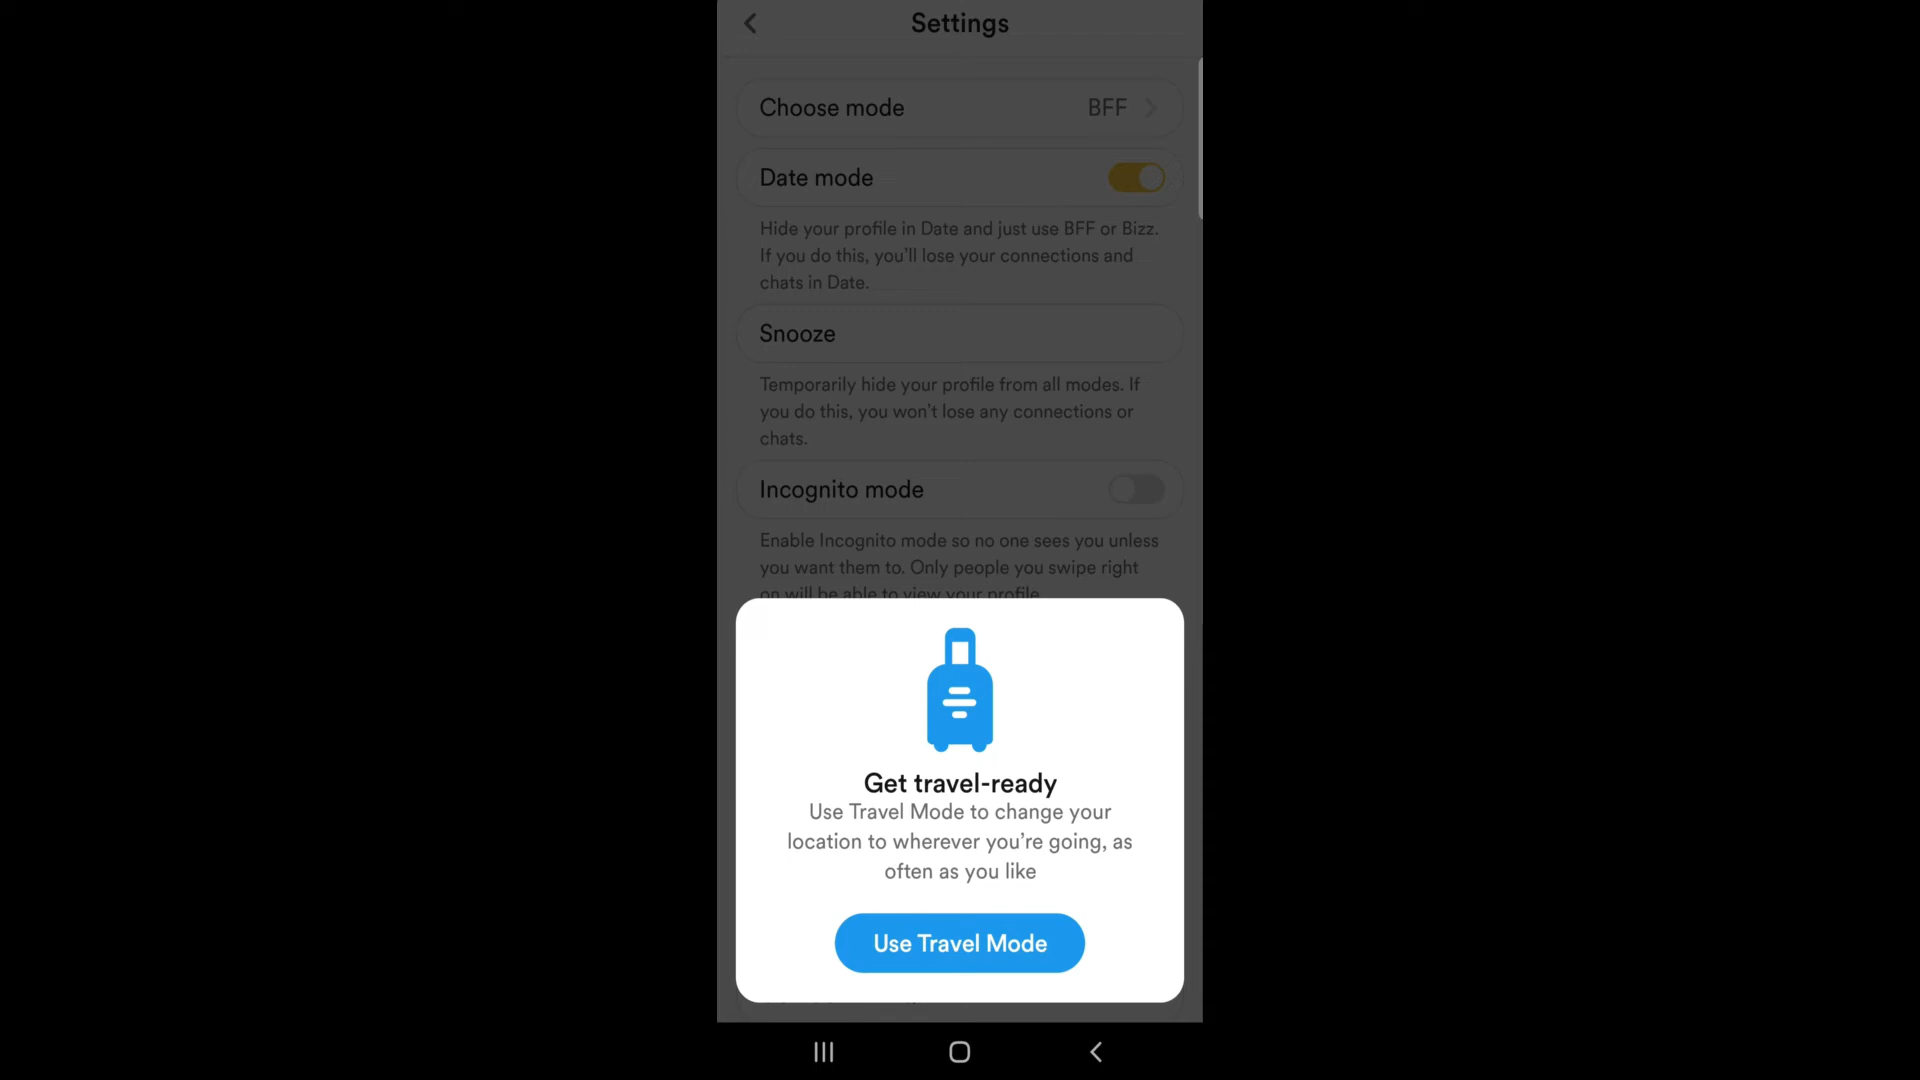 Settings
Choose mode BFF
Date mode
Hide your profile in Date and just use BFF or Bizz.
If you do this, you'll lose your connections and
chats in Date.
Snooze
Temporarily hide your profile from all modes. If
you do this, you won't lose any connections or
chats.
Incognito mode
Enable Incognito mode so no one sees you unless
you want them to. Only people you swipe right
on will be able to view your profile.
Get travel-ready
Use Travel Mode to change your
location to wherever you're going, as
often as you like
Use Travel Mode